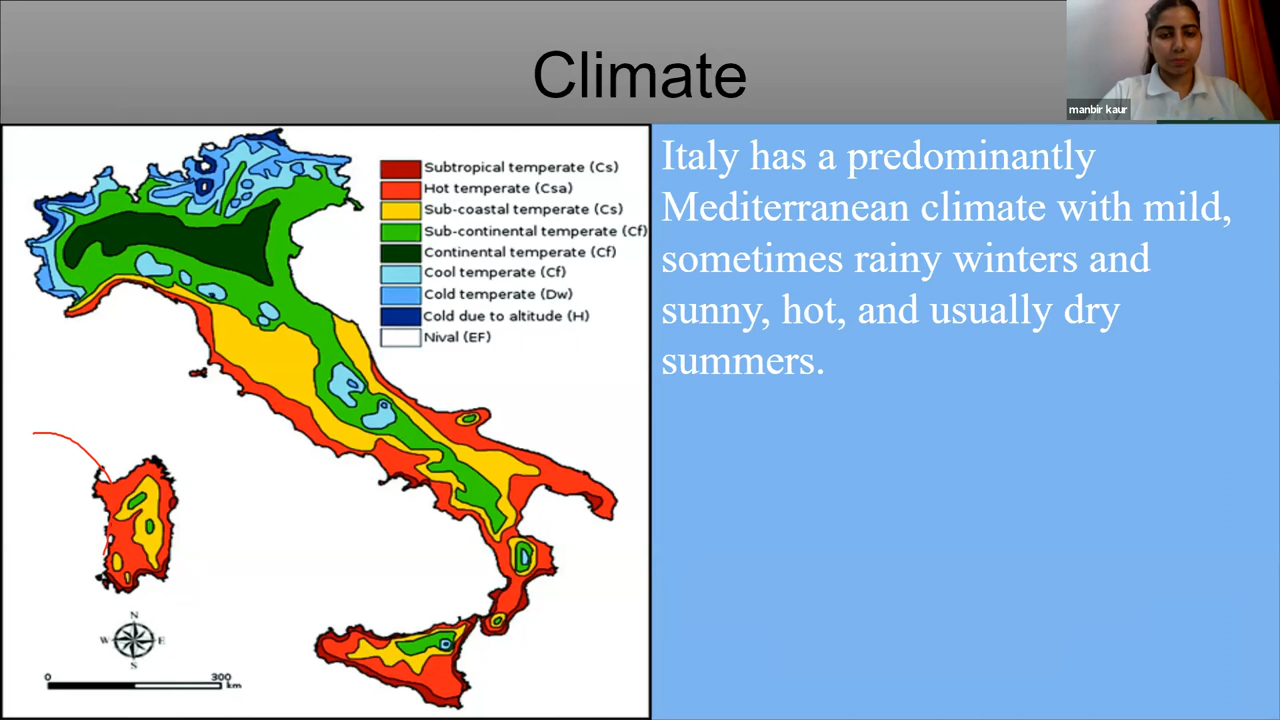 Climate
manbir kaur
Subtropical temperate (Cs)
Hot temperate (Csa)
Sub-coastal temperate (Cs)
Sub-continental temperate (Cf)
Continental temperate (Cf)
Cool temperate (Cf)
Cold temperate (Dw)
Cold due to altitude (H)
Nival (EF)
N
W E
S
0 300
km
Italy has a predominantly
Mediterranean climate with mild,
sometimes rainy winters and
sunny, hot, and usually dry
summers.